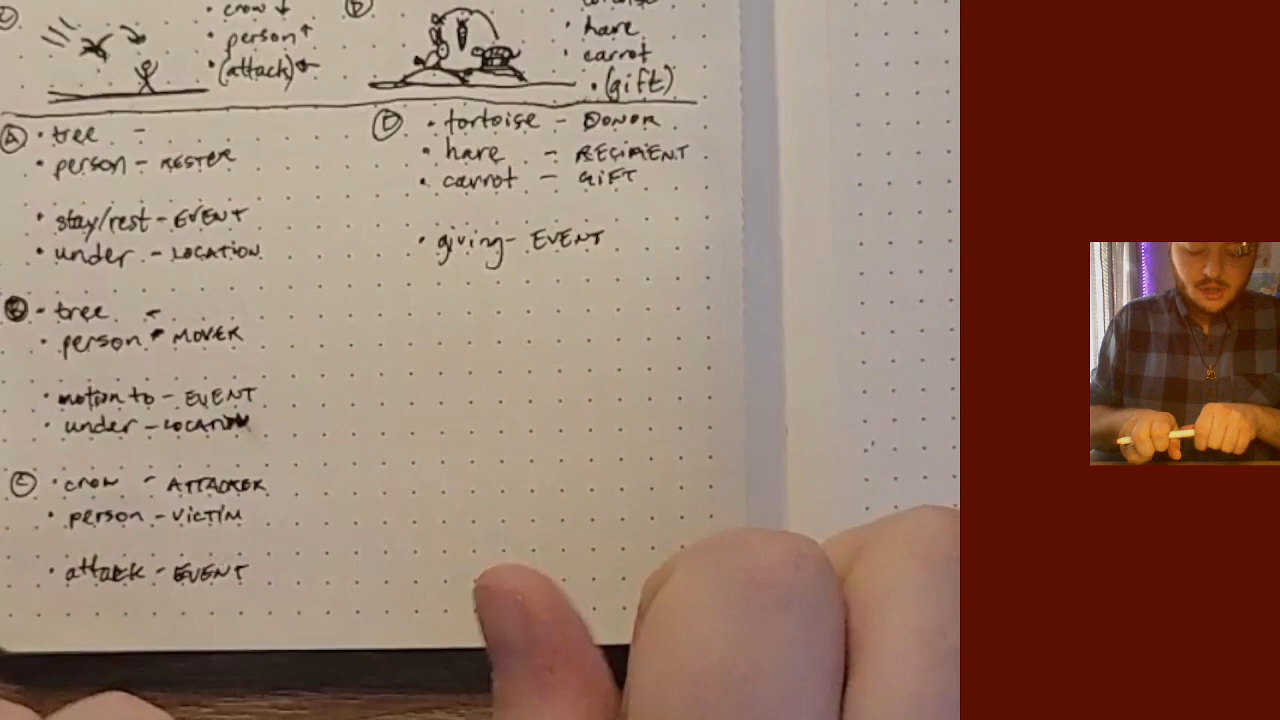 C
• crow ↓
• person ↑
• (attack) ←
D
• hare
• carrot
• (gift)
A • tree –
• person – RESTER
• stay/rest – EVENT
• under – LOCATION
B • tree –
• person – MOVER
• motion to – EVENT
• under – LOCATION
C • crow – ATTACKER
• person – VICTIM
• attack – EVENT
D • tortoise – DONOR
• hare – RECIPIENT
• carrot – GIFT
• giving – EVENT